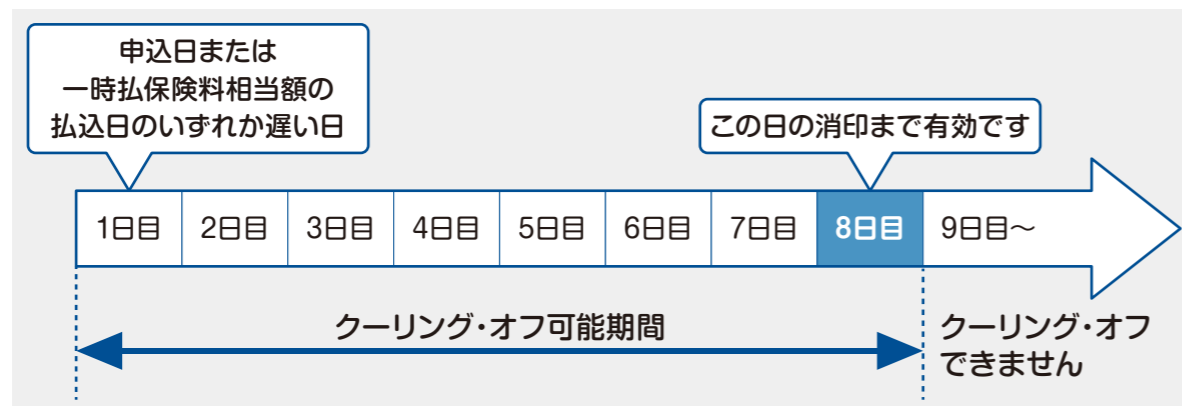 申込日または
一時払保険料相当額の
払込日のいずれか遅い日
この日の消印まで有効です
1日目 2日目 3日目 4日目 5日目 6日目 7日目 8日目 9日目～
クーリング・オフ可能期間
クーリング・オフ
できません